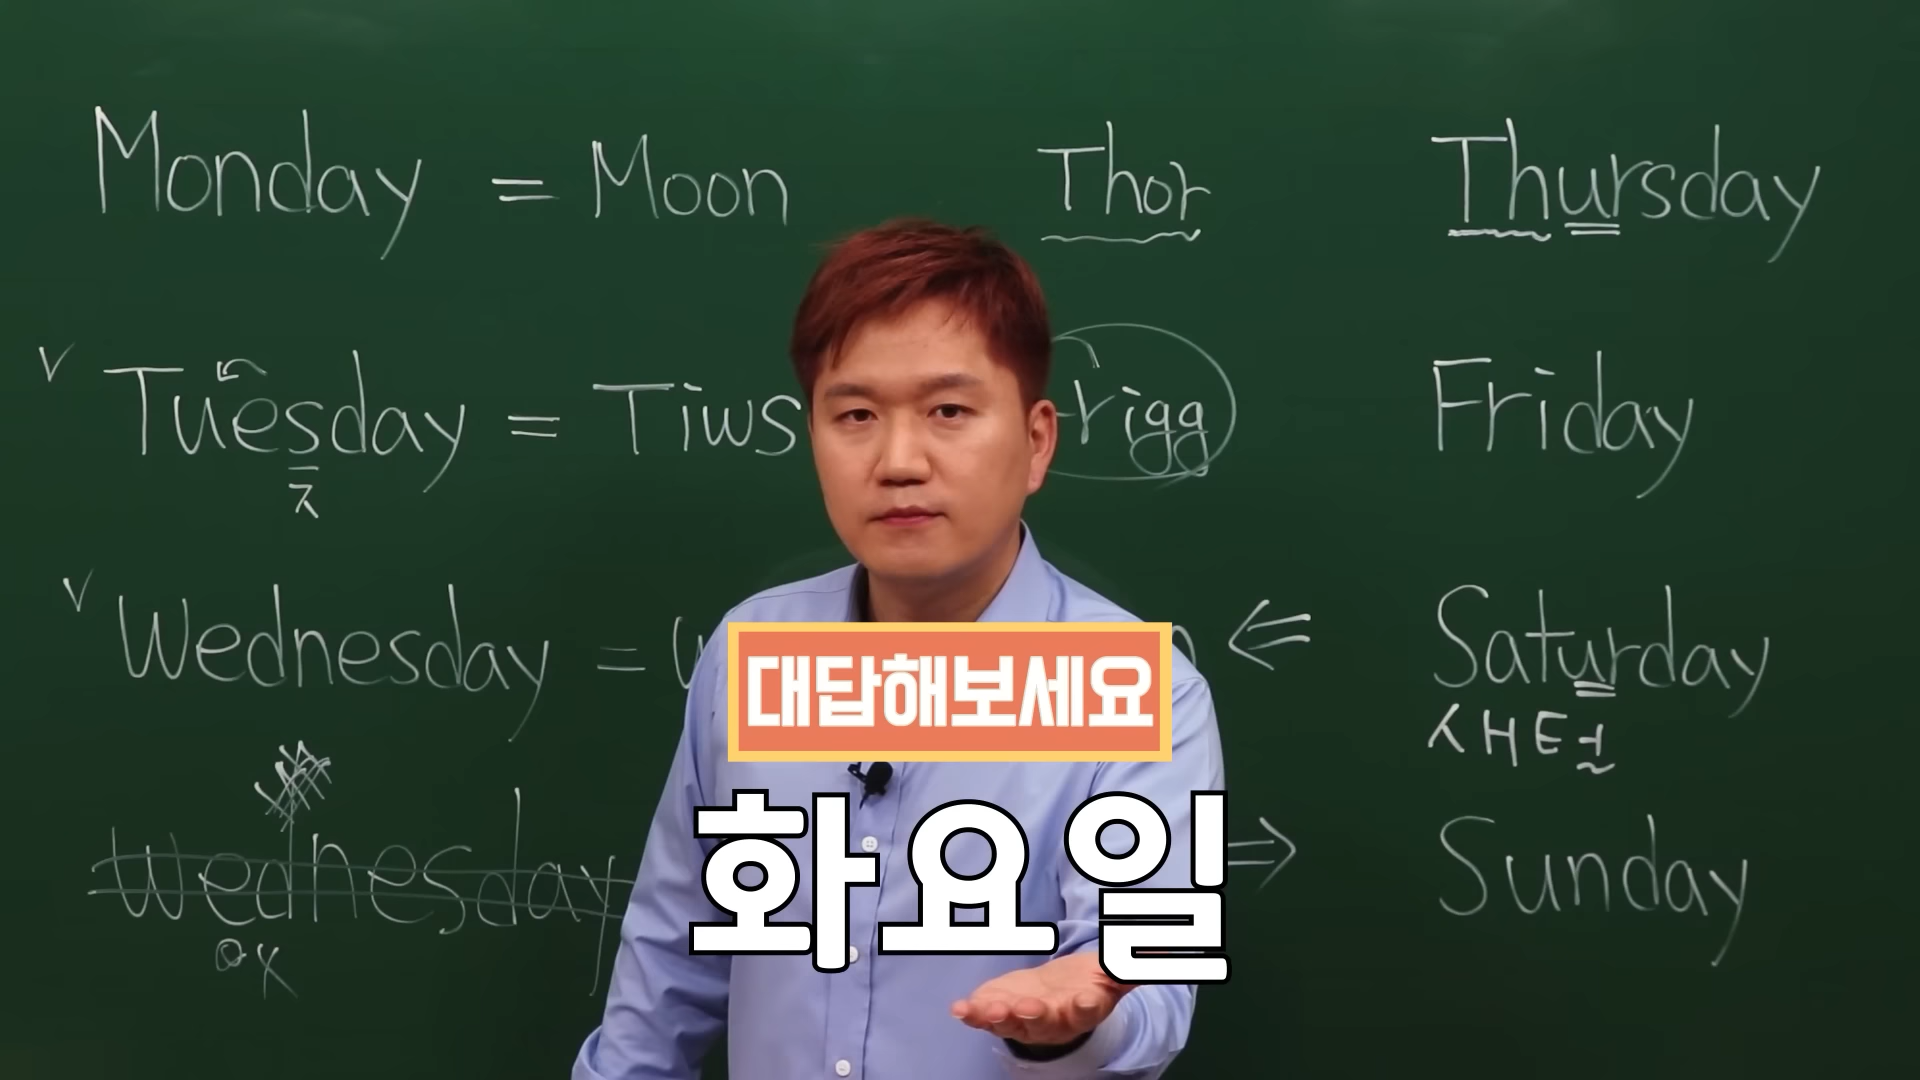 Monday = Moon
Thor
Thursday
Tuesday = Tiws
Frigg
Friday
ㅈ
Wednesday =
Saturday
ㅅㅐㅌㅓ
Wednesday
Sunday
대답해보세요
화요일